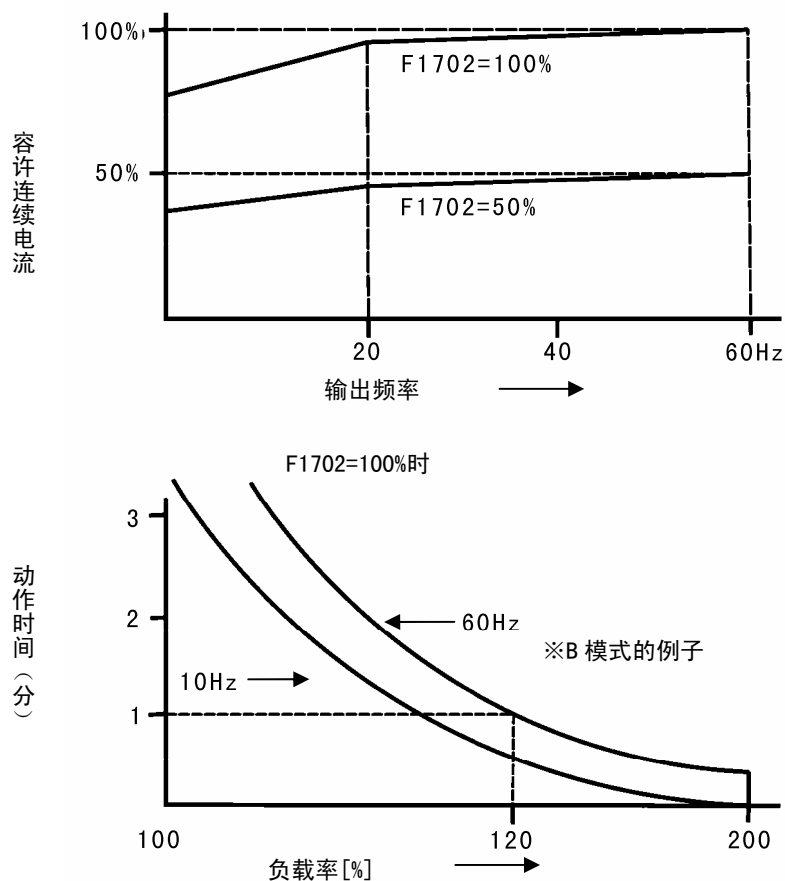 100%
F1702=100%
容许连续电流
50%
F1702=50%
20
40
60Hz
输出频率
F1702=100%时
3
动作时间(分)
2
60Hz
※B 模式的例子
10Hz
1
100
120
200
负载率[%]